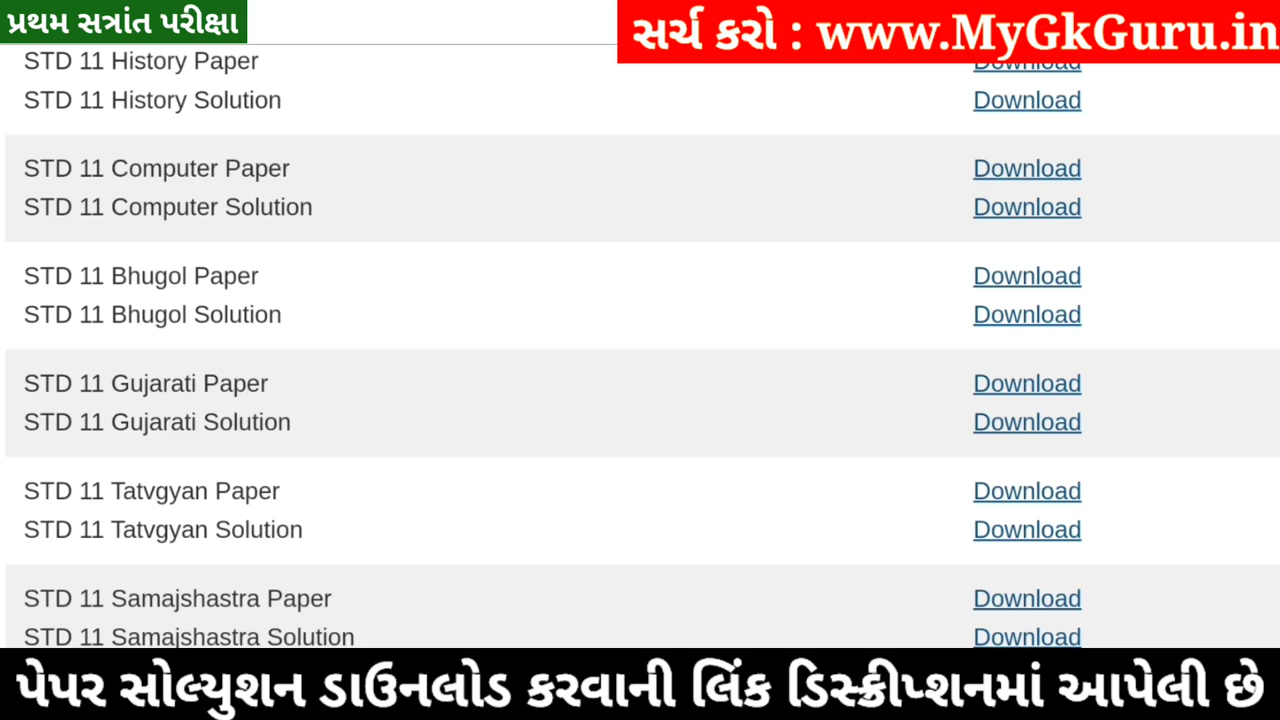 પ્રથમ સત્રાંત પરીક્ષા
સર્ચ કરો : www.MyGkGuru.in
STD 11 History Paper Download
STD 11 History Solution Download
STD 11 Computer Paper Download
STD 11 Computer Solution Download
STD 11 Bhugol Paper Download
STD 11 Bhugol Solution Download
STD 11 Gujarati Paper Download
STD 11 Gujarati Solution Download
STD 11 Tatvgyan Paper Download
STD 11 Tatvgyan Solution Download
STD 11 Samajshastra Paper Download
STD 11 Samajshastra Solution Download
પેપર સોલ્યુશન ડાઉનલોડ કરવાની લિંક ડિસ્ક્રીપ્શનમાં આપેલી છે